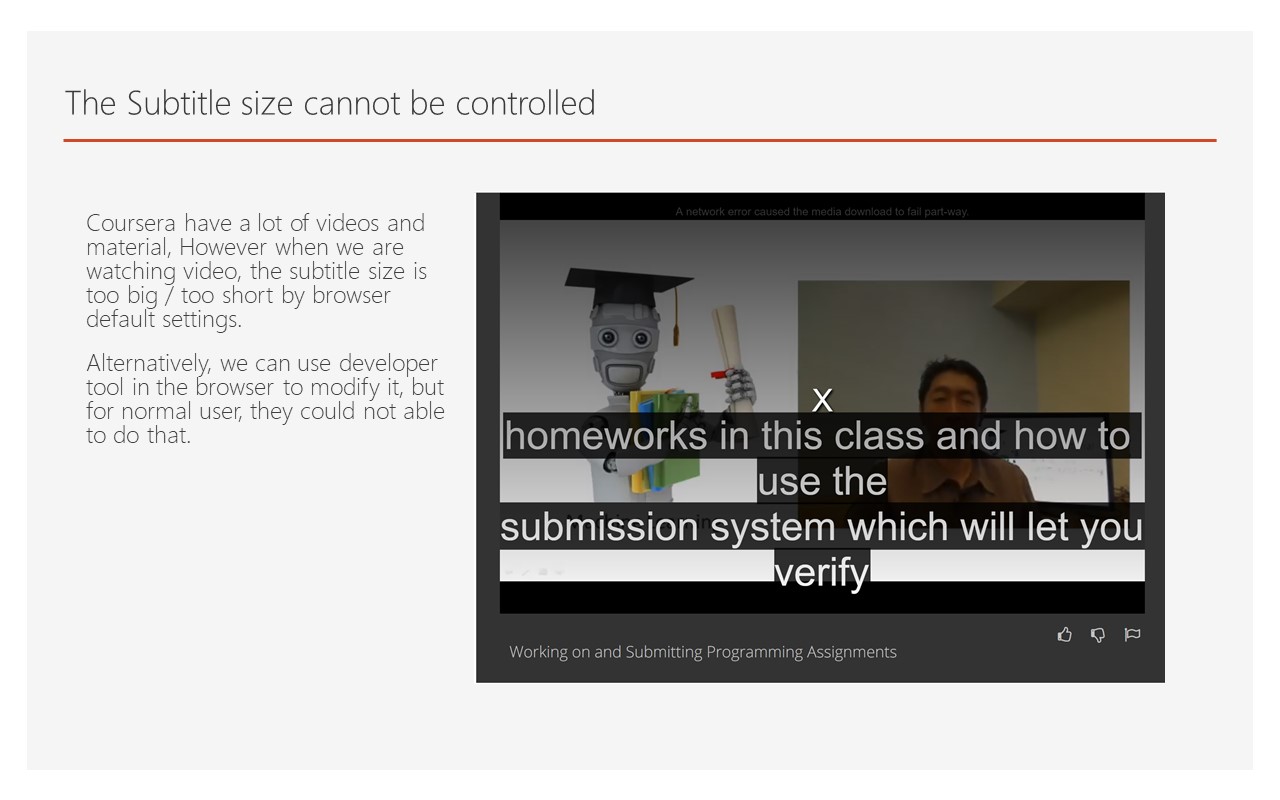 The Subtitle size cannot be controlled
Coursera have a lot of videos and
material, However when we are
watching video, the subtitle size is
too big / too short by browser
default settings.
Alternatively, we can use developer
tool in the browser to modify it, but
for normal user, they could not able
to do that.
A network error caused the media download to fail part-way.
X
homeworks in this class and how to
use the
submission system which will let you
verify
Working on and Submitting Programming Assignments